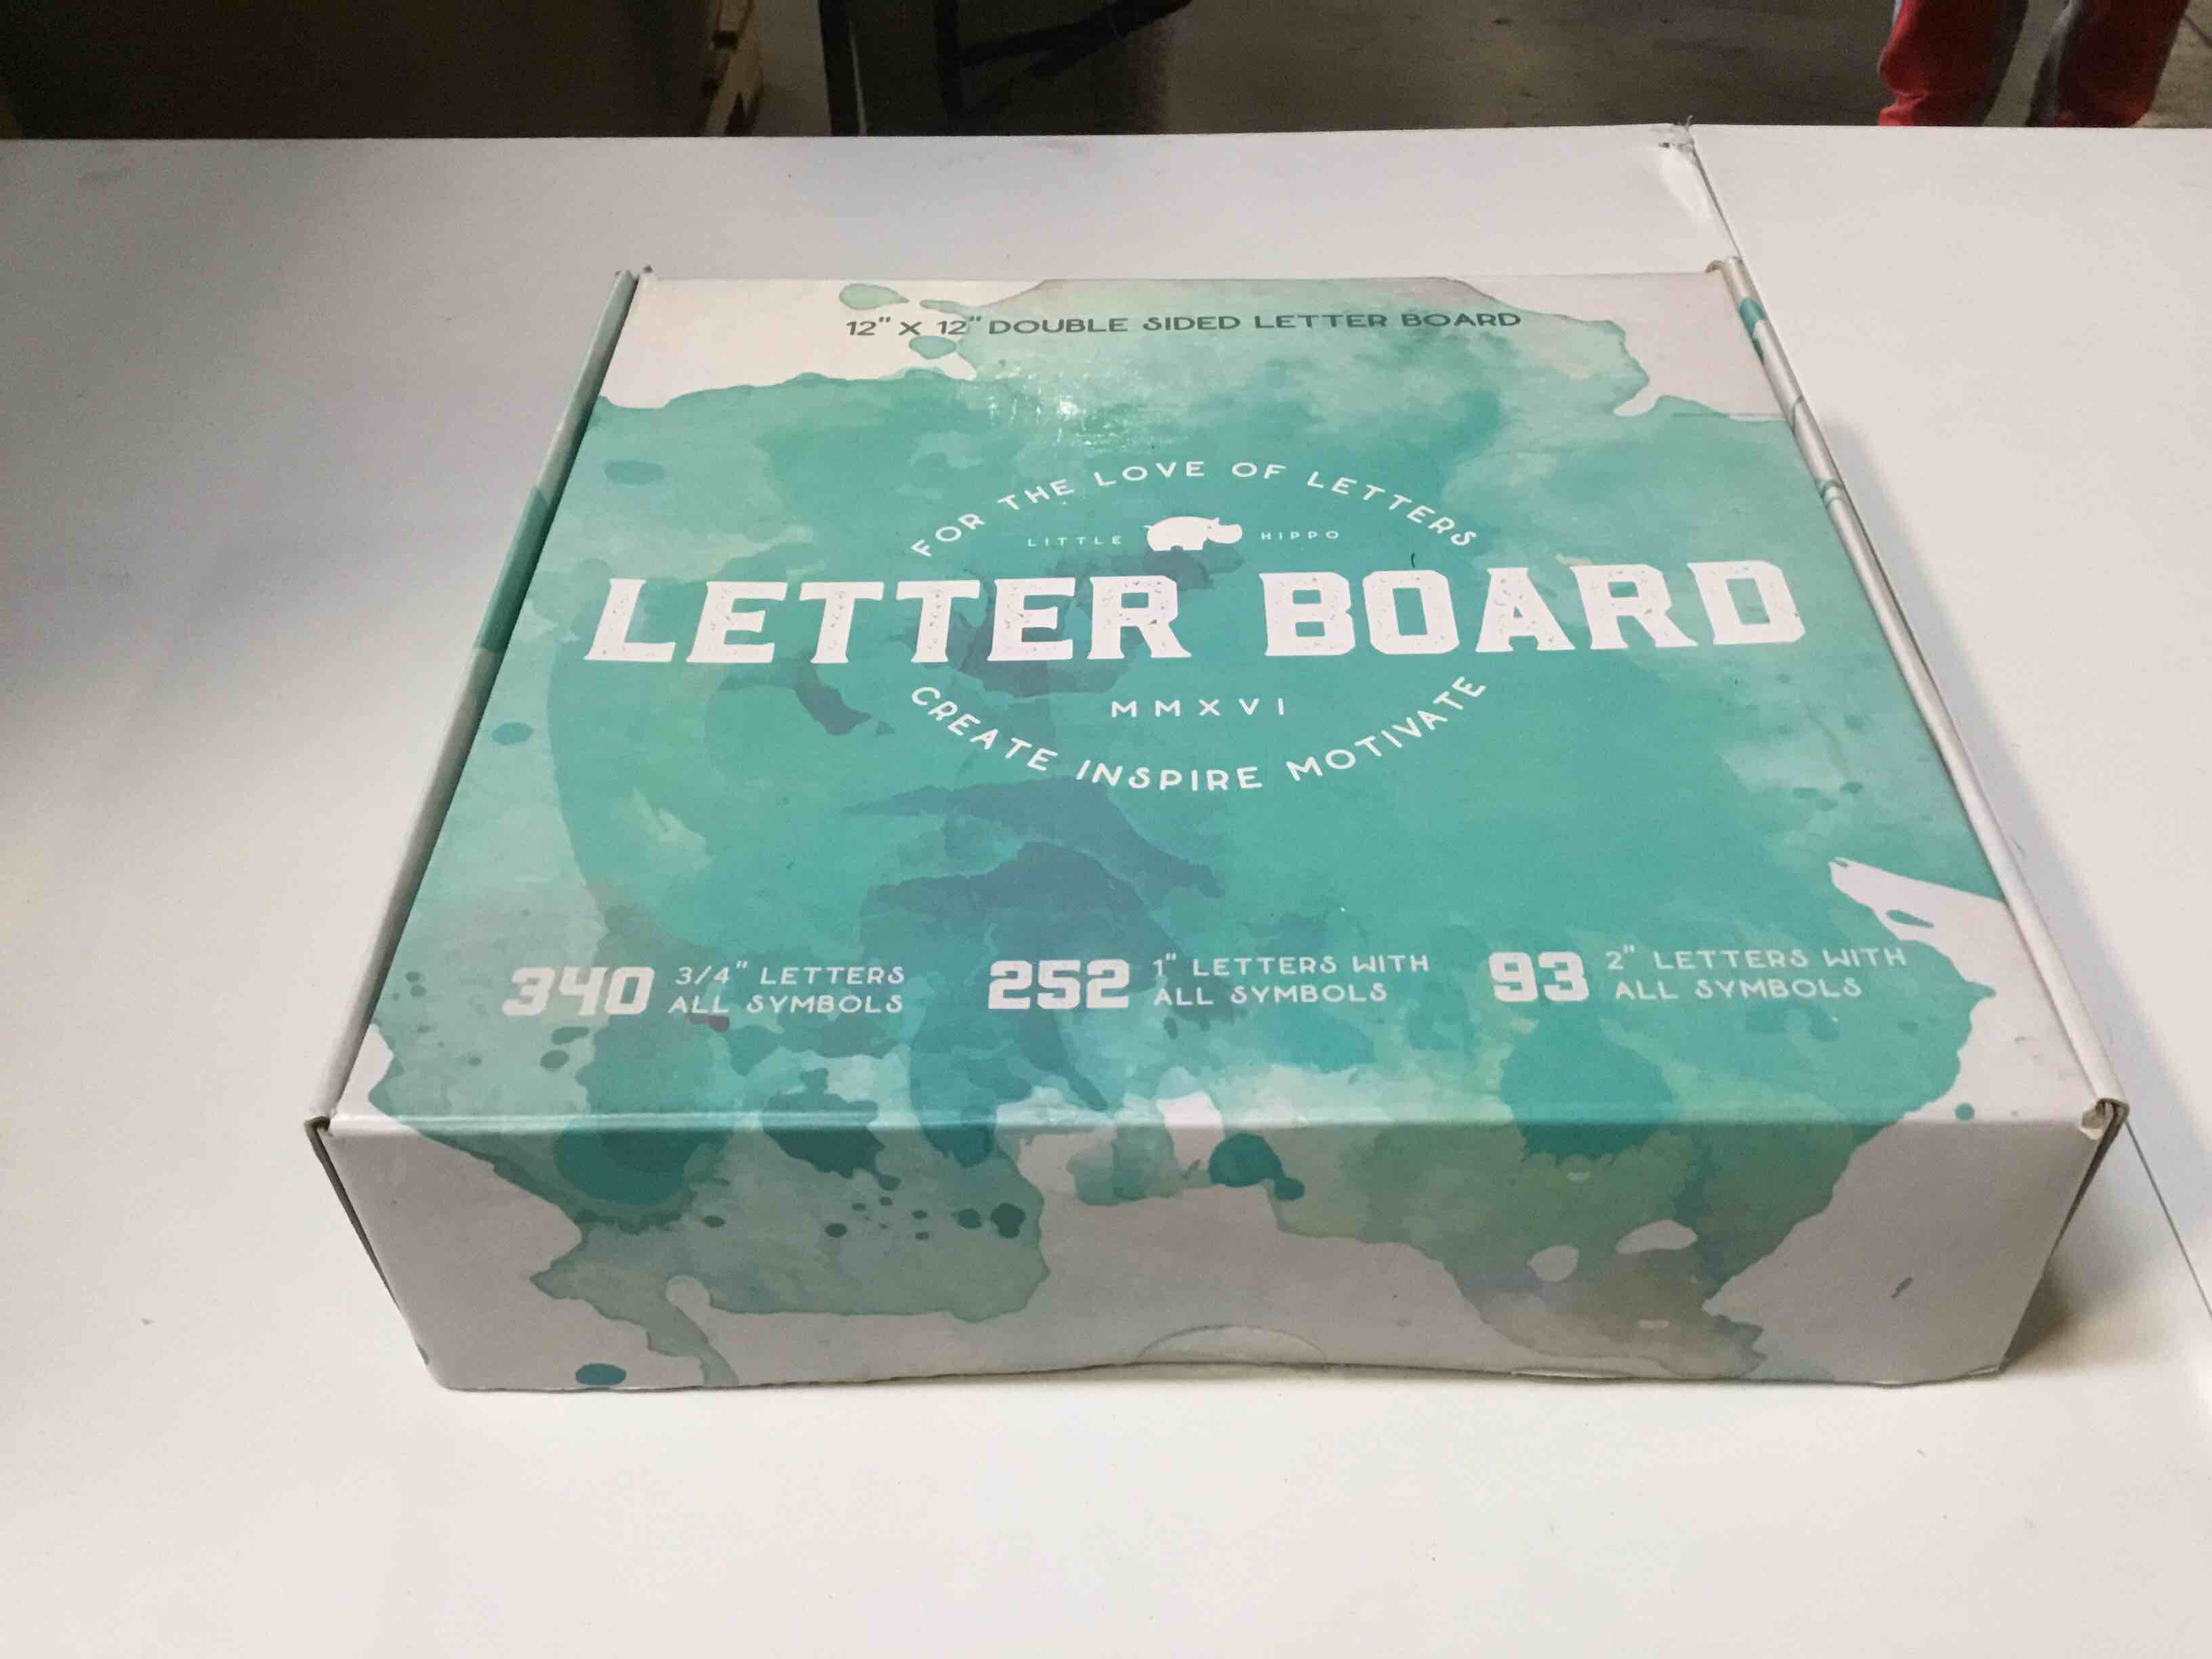 12" X 12" DOUBLE SIDED LETTER BOARD
FOR THE LOVE OF LETTERS
LITTLE HIPPO
LETTER BOARD
MMXVI
CREATE INSPIRE MOTIVATE
340 3/4" LETTERS
ALL SYMBOLS
252 1" LETTERS WITH
ALL SYMBOLS
93 2" LETTERS WITH
ALL SYMBOLS